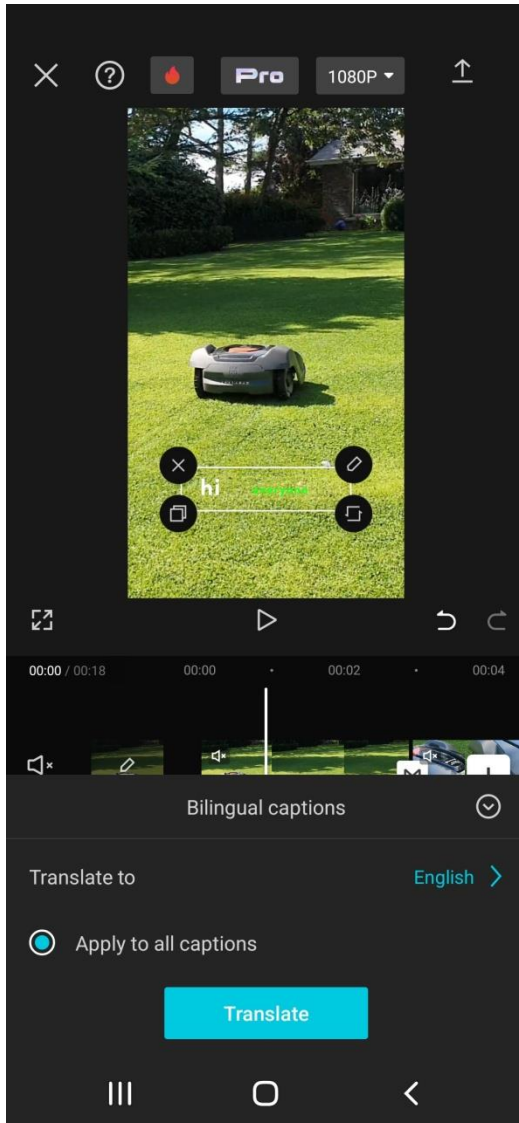 Pro
1080P
hi
00:00 / 00:18 00:00 00:02 00:04
Bilingual captions
Translate to English
Apply to all captions
Translate